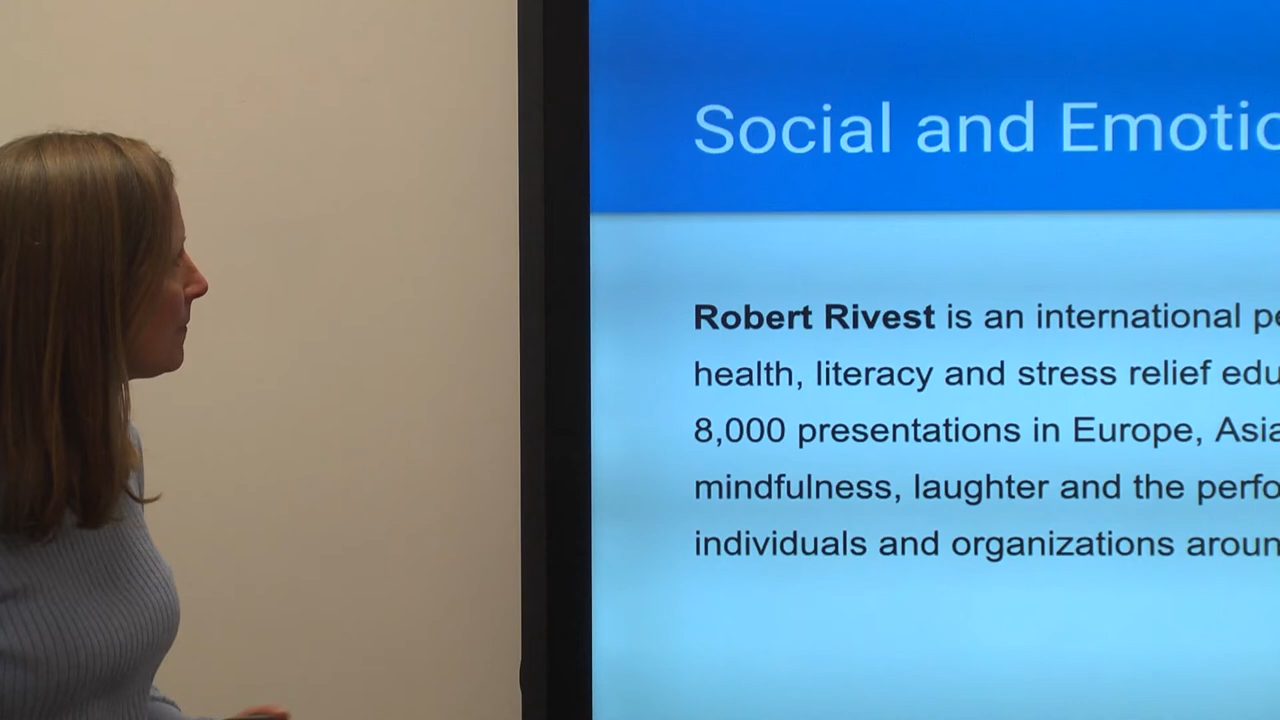 Social and Emotio
Robert Rivest is an international pe
health, literacy and stress relief edu
8,000 presentations in Europe, Asia
mindfulness, laughter and the perfo
individuals and organizations aroun